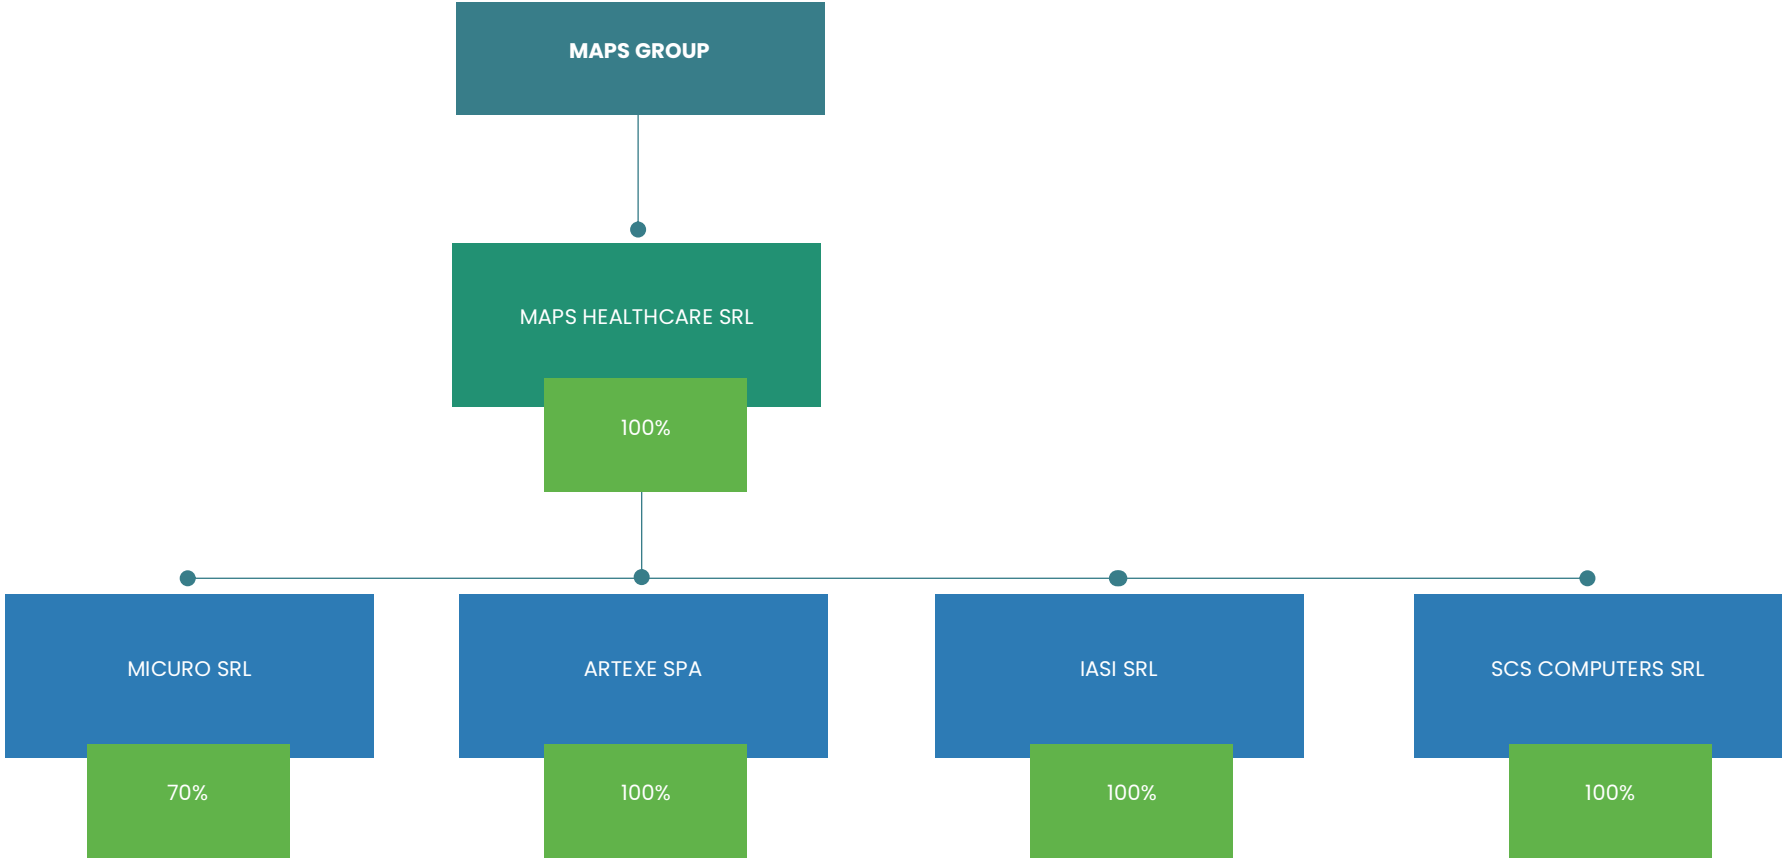 MAPS GROUP
MAPS HEALTHCARE SRL
100%
MICURO SRL
ARTEXE SPA
IASI SRL
SCS COMPUTERS SRL
70%
100%
100%
100%